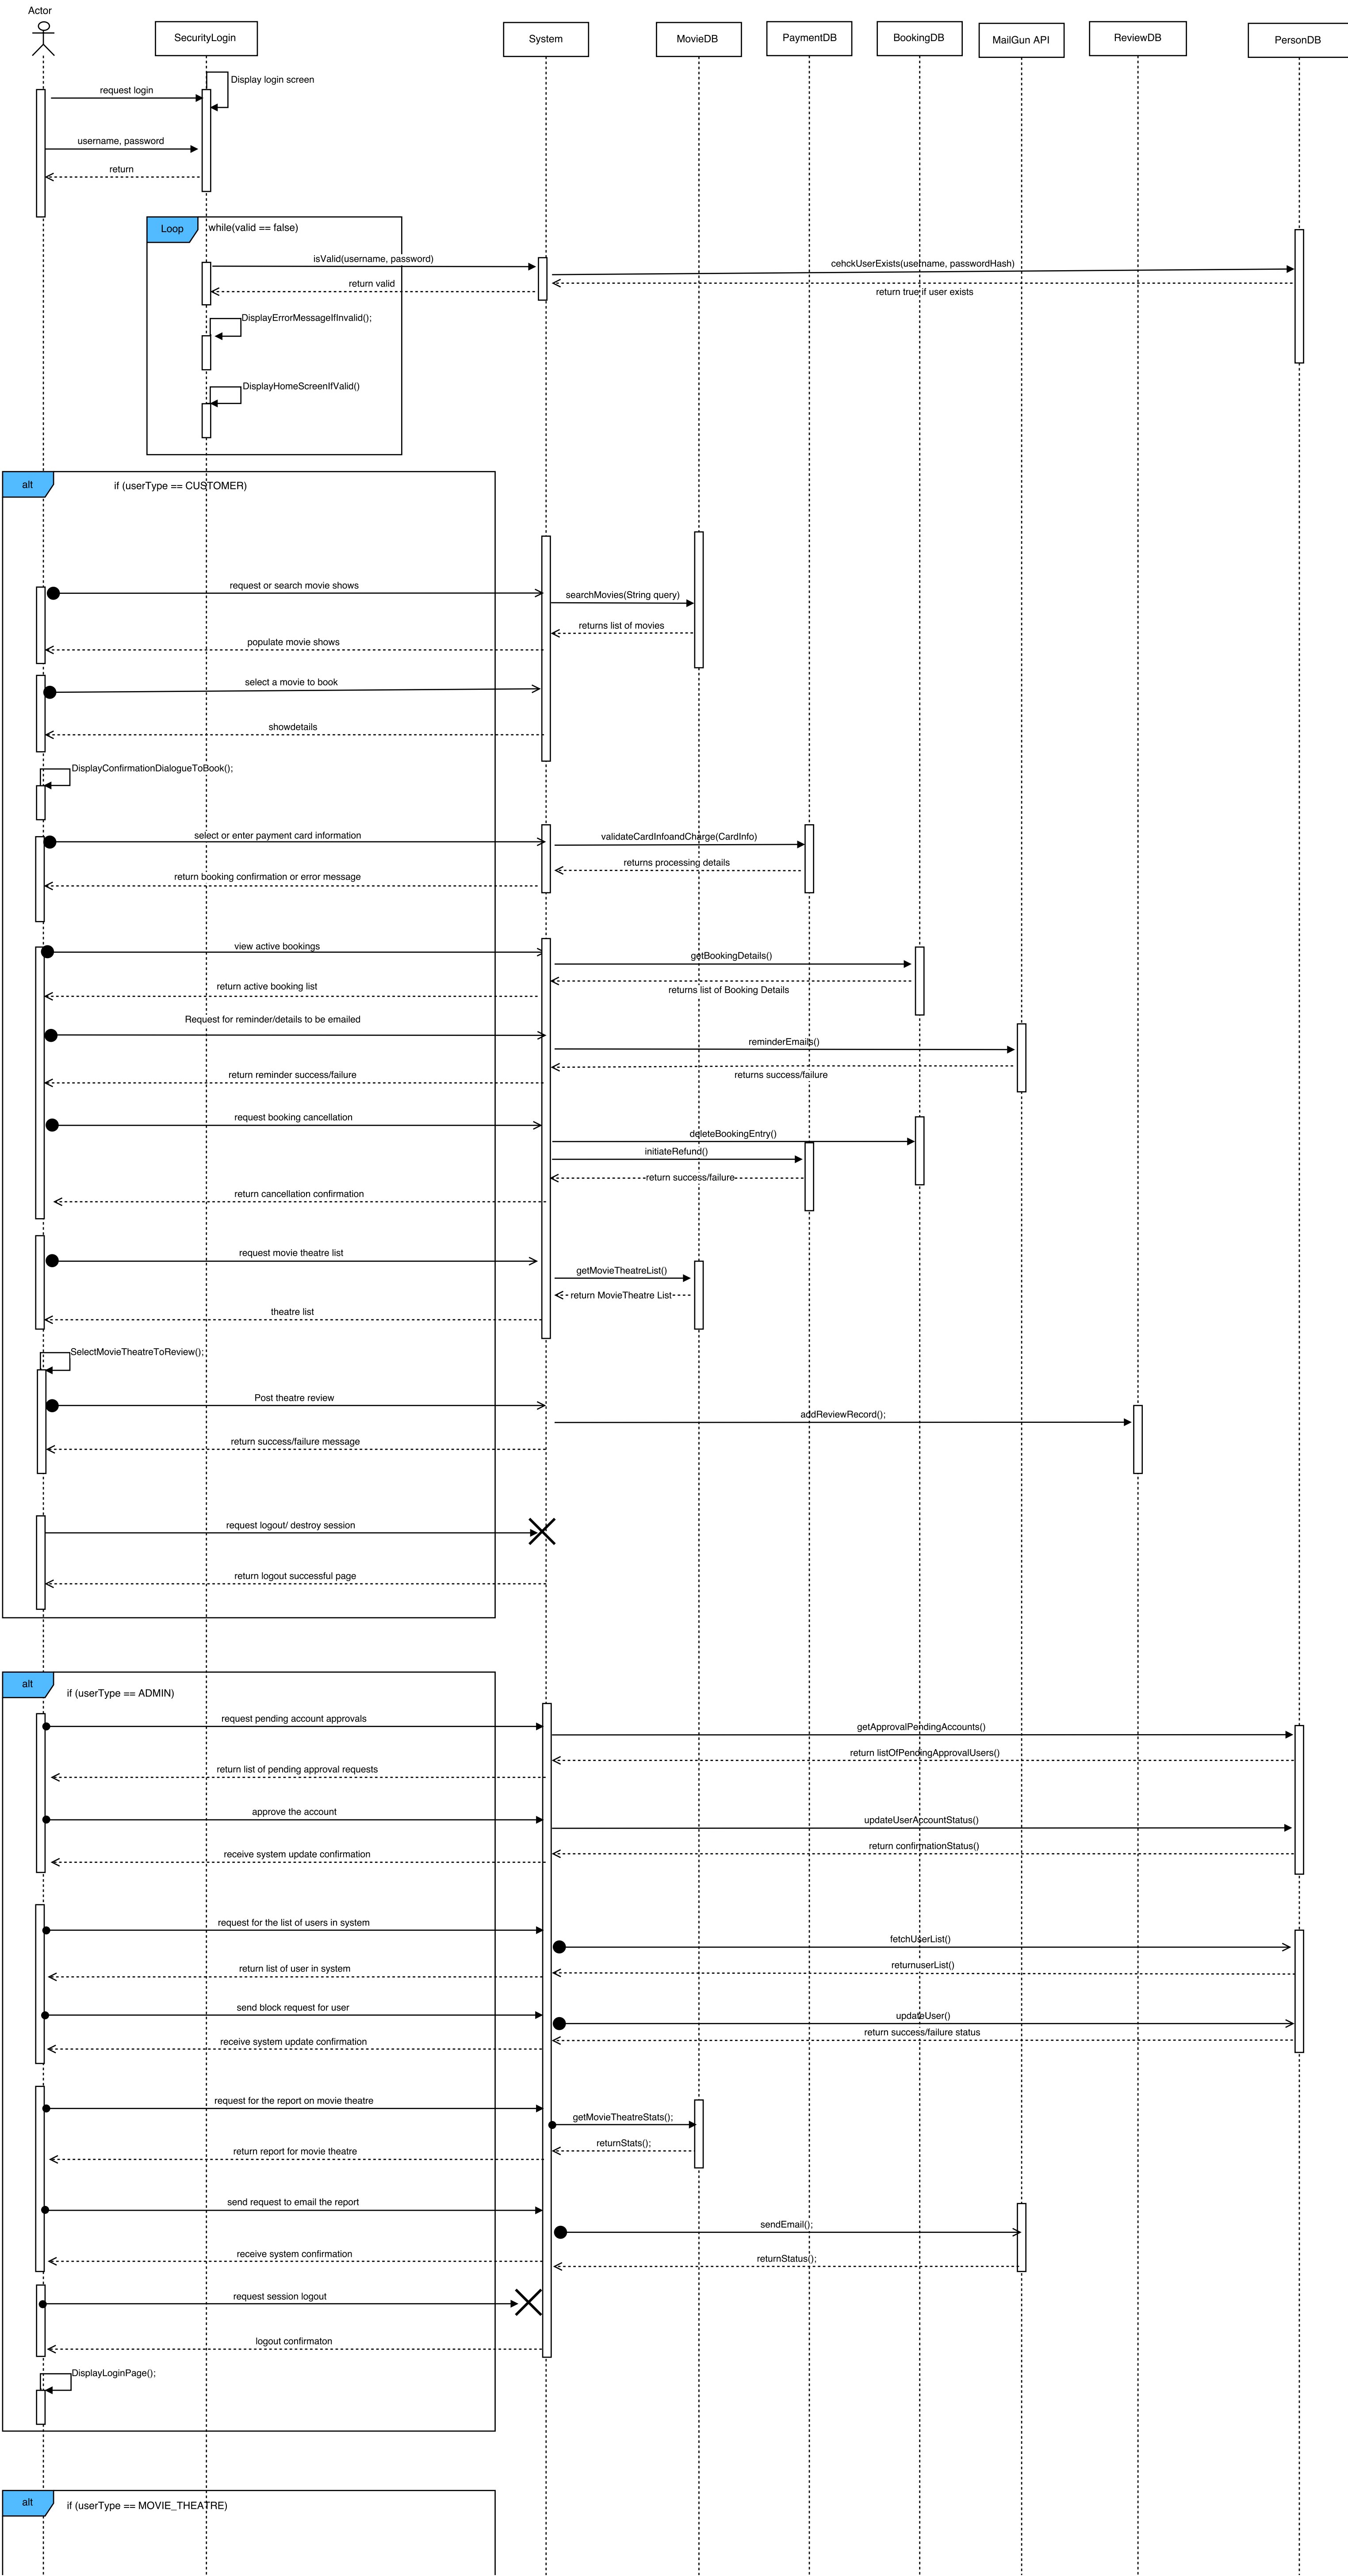 Actor
SecurityLogin
System
MovieDB
PaymentDB
BookingDB
MailGun API
ReviewDB
PersonDB
Display login screen
request login
username, password
return
Loop
while(valid == false)
isValid(username, password)
cehckUserExists(username, passwordHash)
return valid
return true if user exists
DisplayErrorMessageIfInvalid();
DisplayHomeScreenIfValid()
alt
if (userType == CUSTOMER)
request or search movie shows
searchMovies(String query)
returns list of movies
populate movie shows
select a movie to book
showdetails
DisplayConfirmationDialogueToBook();
select or enter payment card information
validateCardInfoandCharge(CardInfo)
returns processing details
return booking confirmation or error message
view active bookings
getBookingDetails()
return active booking list
returns list of Booking Details
Request for reminder/details to be emailed
reminderEmails()
return reminder success/failure
returns success/failure
request booking cancellation
deleteBookingEntry()
initiateRefund()
return success/failure
return cancellation confirmation
request movie theatre list
getMovieTheatreList()
return MovieTheatre List
theatre list
SelectMovieTheatreToReview();
Post theatre review
addReviewRecord();
return success/failure message
request logout/ destroy session
return logout successful page
alt
if (userType == ADMIN)
request pending account approvals
getApprovalPendingAccounts()
return listOfPendingApprovalUsers()
return list of pending approval requests
approve the account
updateUserAccountStatus()
return confirmationStatus()
receive system update confirmation
request for the list of users in system
fetchUserList()
returnuserList()
return list of user in system
send block request for user
updateUser()
return success/failure status
receive system update confirmation
request for the report on movie theatre
getMovieTheatreStats();
returnStats();
return report for movie theatre
send request to email the report
sendEmail();
receive system confirmation
returnStatus();
request session logout
logout confirmaton
DisplayLoginPage();
alt
if (userType == MOVIE_THEATRE)